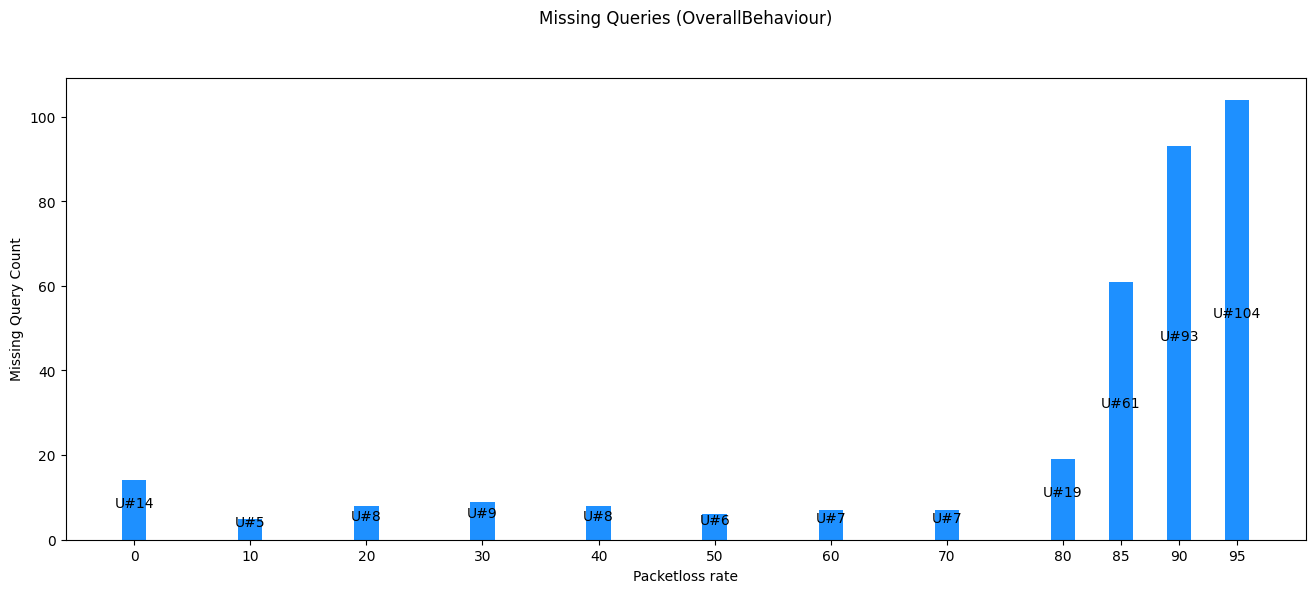 Missing Queries (OverallBehaviour)
Missing Query Count
100
80
60
40
20
0
U#14
U#5
U#8
U#9
U#8
U#6
U#7
U#7
U#19
U#61
U#93
U#104
0 10 20 30 40 50 60 70 80 85 90 95
Packetloss rate